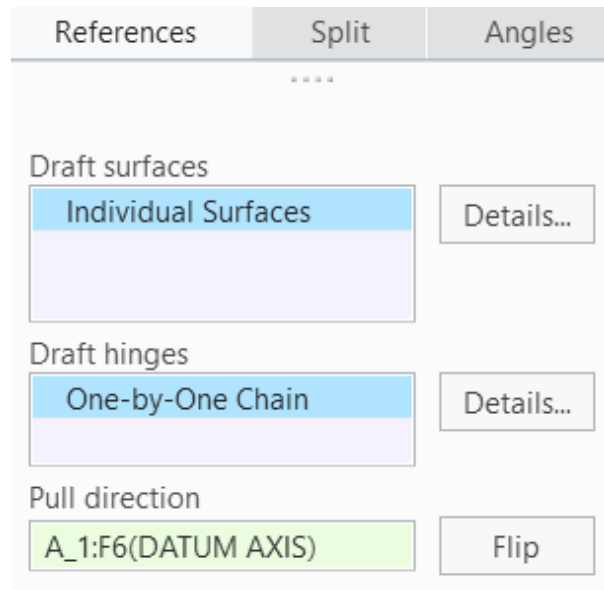 References Split Angles
Draft surfaces
Individual Surfaces Details...
Draft hinges
One-by-One Chain Details...
Pull direction
A_1:F6(DATUM AXIS) Flip